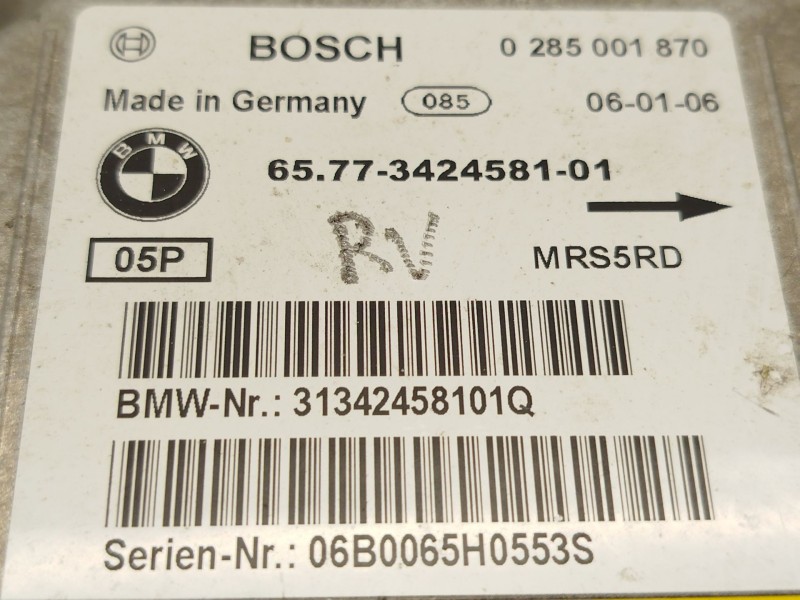 BOSCH 0 285 001 870
Made in Germany 085 06-01-06
BMW 65.77-3424581-01
05P RV MRS5RD
BMW-Nr.: 31342458101Q
Serien-Nr.: 06B0065H0553S